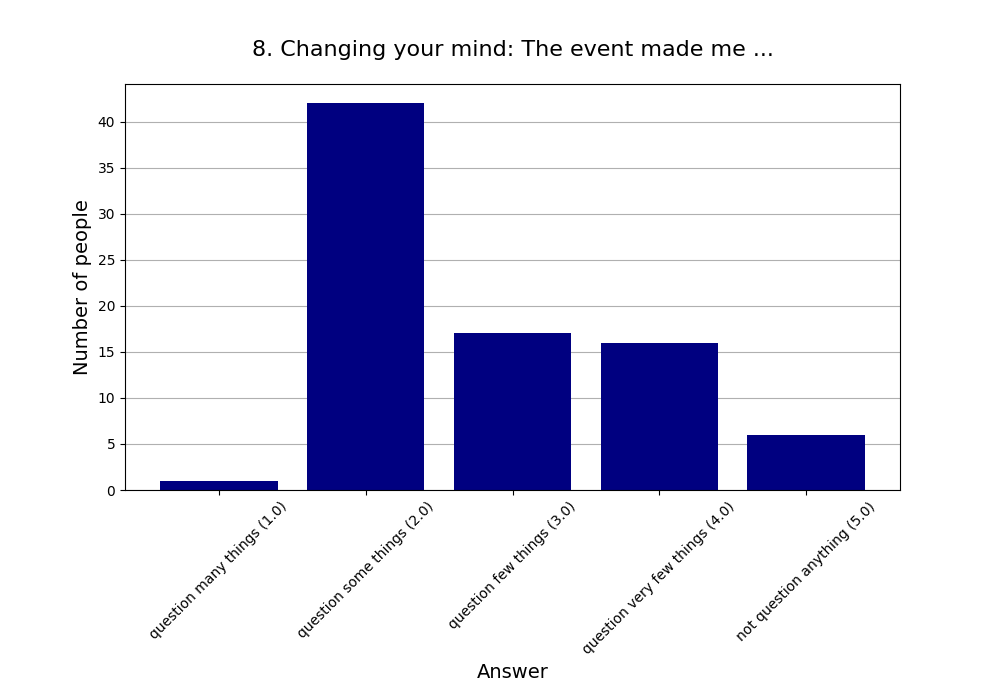 8. Changing your mind: The event made me ...
Number of people
40
35
30
25
20
15
10
5
0
question many things (1.0)
question some things (2.0)
question few things (3.0)
question very few things (4.0)
not question anything (5.0)
Answer